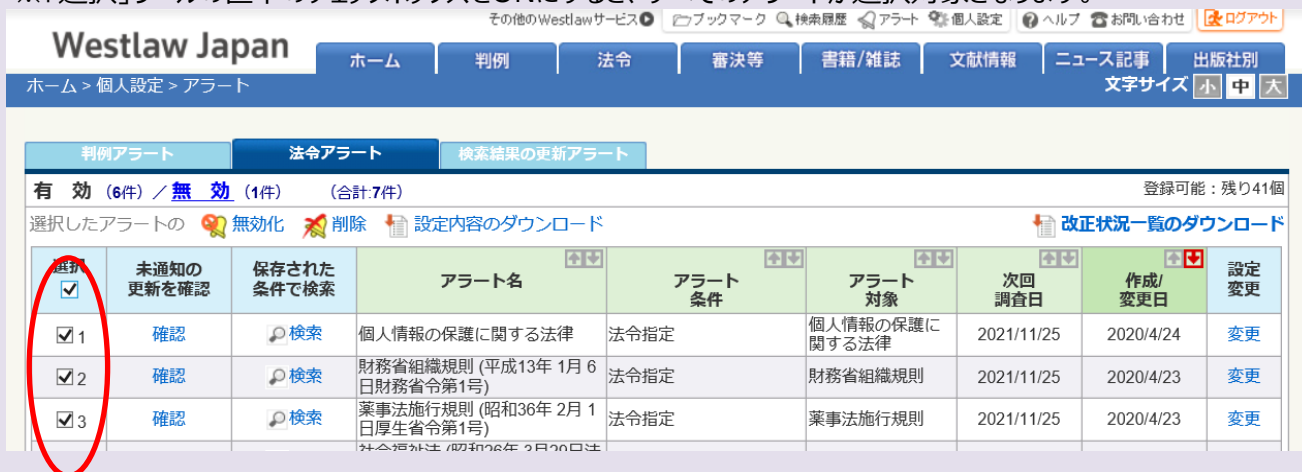 その他のWestlawサービス ブックマーク 検索履歴 アラート 個人設定 ヘルプ お問い合わせ ログアウト
Westlaw Japan
ホーム 判例 法令 審決等 書籍/雑誌 文献情報 ニュース記事 出版社別
ホーム > 個人設定 > アラート 文字サイズ 小 中 大
判例アラート 法令アラート 検索結果の更新アラート
有 効 (6件) / 無 効 (1件) (合計:7件) 登録可能:残り41個
選択したアラートの 無効化 削除 設定内容のダウンロード 改正状況一覧のダウンロード
選択 未通知の更新を確認 保存された条件で検索 アラート名 アラート条件 アラート対象 次回調査日 作成/変更日 設定変更
1 確認 検索 個人情報の保護に関する法律 法令指定 個人情報の保護に関する法律 2021/11/25 2020/4/24 変更
2 確認 検索 財務省組織規則 (平成13年 1月 6日財務省令第1号) 法令指定 財務省組織規則 2021/11/25 2020/4/23 変更
3 確認 検索 薬事法施行規則 (昭和36年 2月 1日厚生省令第1号) 法令指定 薬事法施行規則 2021/11/25 2020/4/23 変更